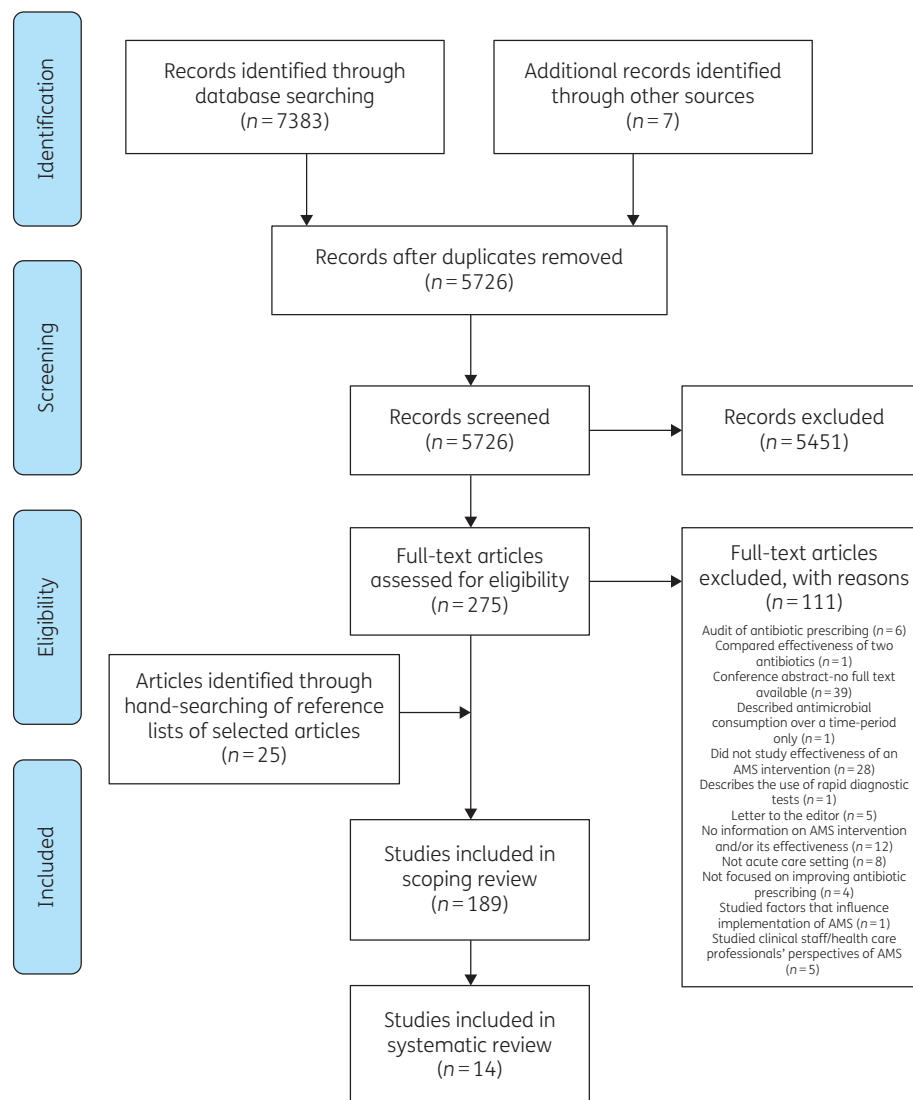 Identification
Records identified through
database searching
(n=7383)
Additional records identified
through other sources
(n=7)
Records after duplicates removed
(n=5726)
Screening
Records screened
(n=5726)
Records excluded
(n=5451)
Eligibility
Full-text articles
assessed for eligibility
(n=275)
Full-text articles
excluded, with reasons
(n=111)
Audit of antibiotic prescribing (n=6)
Compared effectiveness of two
antibiotics (n=1)
Conference abstract-no full text
available (n=39)
Described antimicrobial
consumption over a time-period
only (n=1)
Did not study effectiveness of an
AMS intervention (n=28)
Describes the use of rapid diagnostic
tests (n=1)
Letter to the editor (n=5)
No information on AMS intervention
and/or its effectiveness (n=12)
Not acute care setting (n=8)
Not focused on improving antibiotic
prescribing (n=4)
Studied factors that influence
implementation of AMS (n=1)
Studied clinical staff/health care
professionals’ perspectives of AMS
(n=5)
Articles identified through
hand-searching of reference
lists of selected articles
(n=25)
Included
Studies included in
scoping review
(n=189)
Studies included in
systematic review
(n=14)